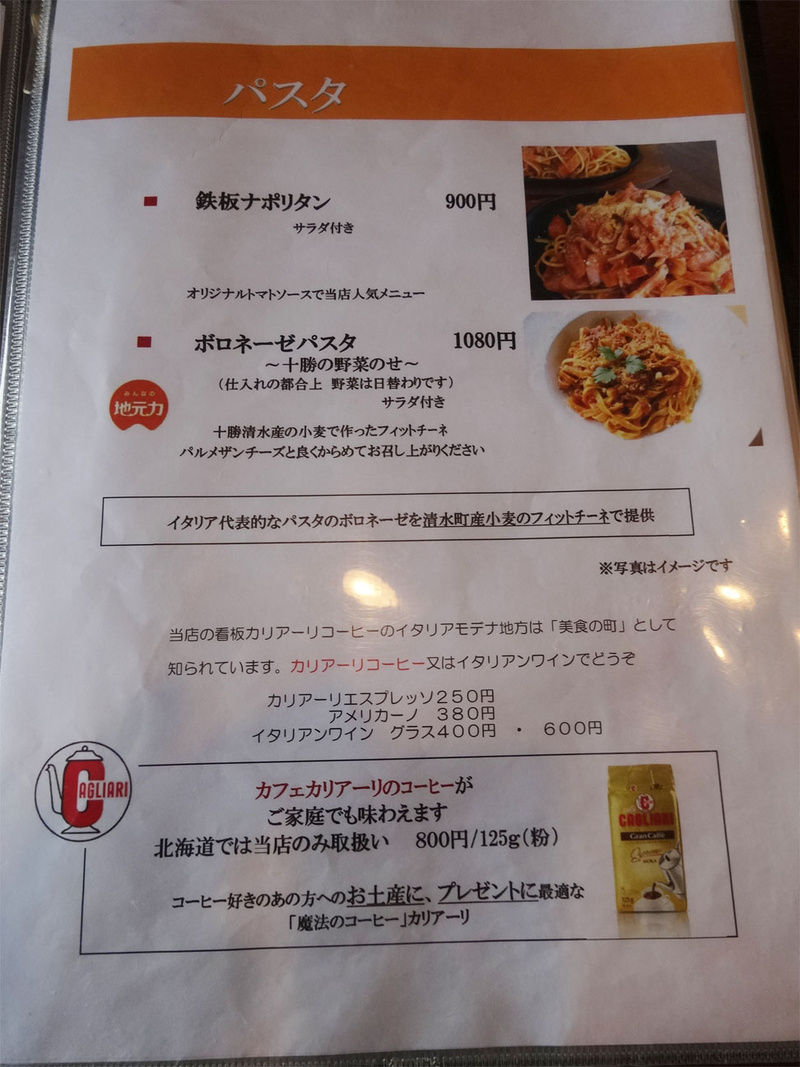 パスタ
鉄板ナポリタン 900円
サラダ付き
オリジナルトマトソースで当店人気メニュー
ボロネーゼパスタ 1080円
～十勝の野菜のせ～
(仕入れの都合上 野菜は日替わりです)
サラダ付き
みんなの
地元力
十勝清水産の小麦で作ったフィットチーネ
パルメザンチーズと良くからめてお召し上がりください
イタリア代表的なパスタのボロネーゼを清水町産小麦のフィットチーネで提供
※写真はイメージです
当店の看板カリアーリコーヒーのイタリアモデナ地方は「美食の町」として
知られています。カリアーリコーヒー又はイタリアンワインでどうぞ
カリアーリエスプレッソ２５０円
アメリカーノ ３８０円
イタリアンワイン グラス４００円 ・ ６００円
CAGLIARI
カフェカリアーリのコーヒーが
ご家庭でも味わえます
北海道では当店のみ取扱い 800円/125g(粉)
コーヒー好きのあの方へのお土産に、プレゼントに最適な
「魔法のコーヒー」カリアーリ
CAGLIARI
GranCaffè